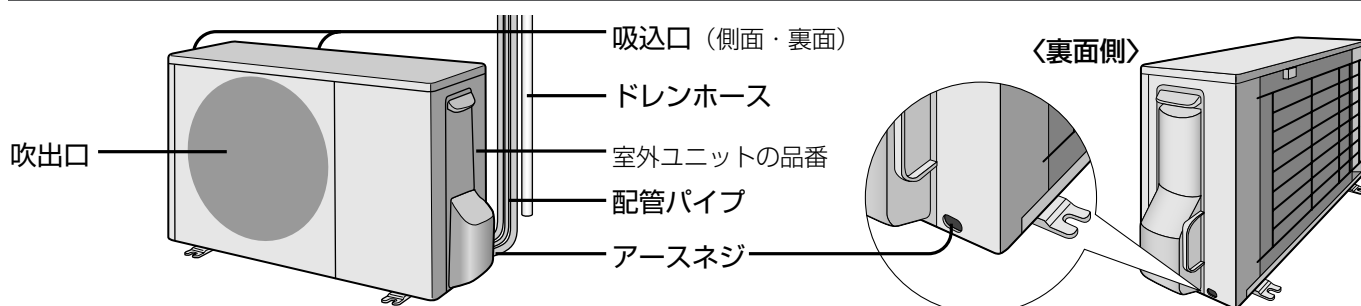 吸込口（側面・裏面）
〈裏面側〉
ドレンホース
吹出口
室外ユニットの品番
配管パイプ
アースネジ